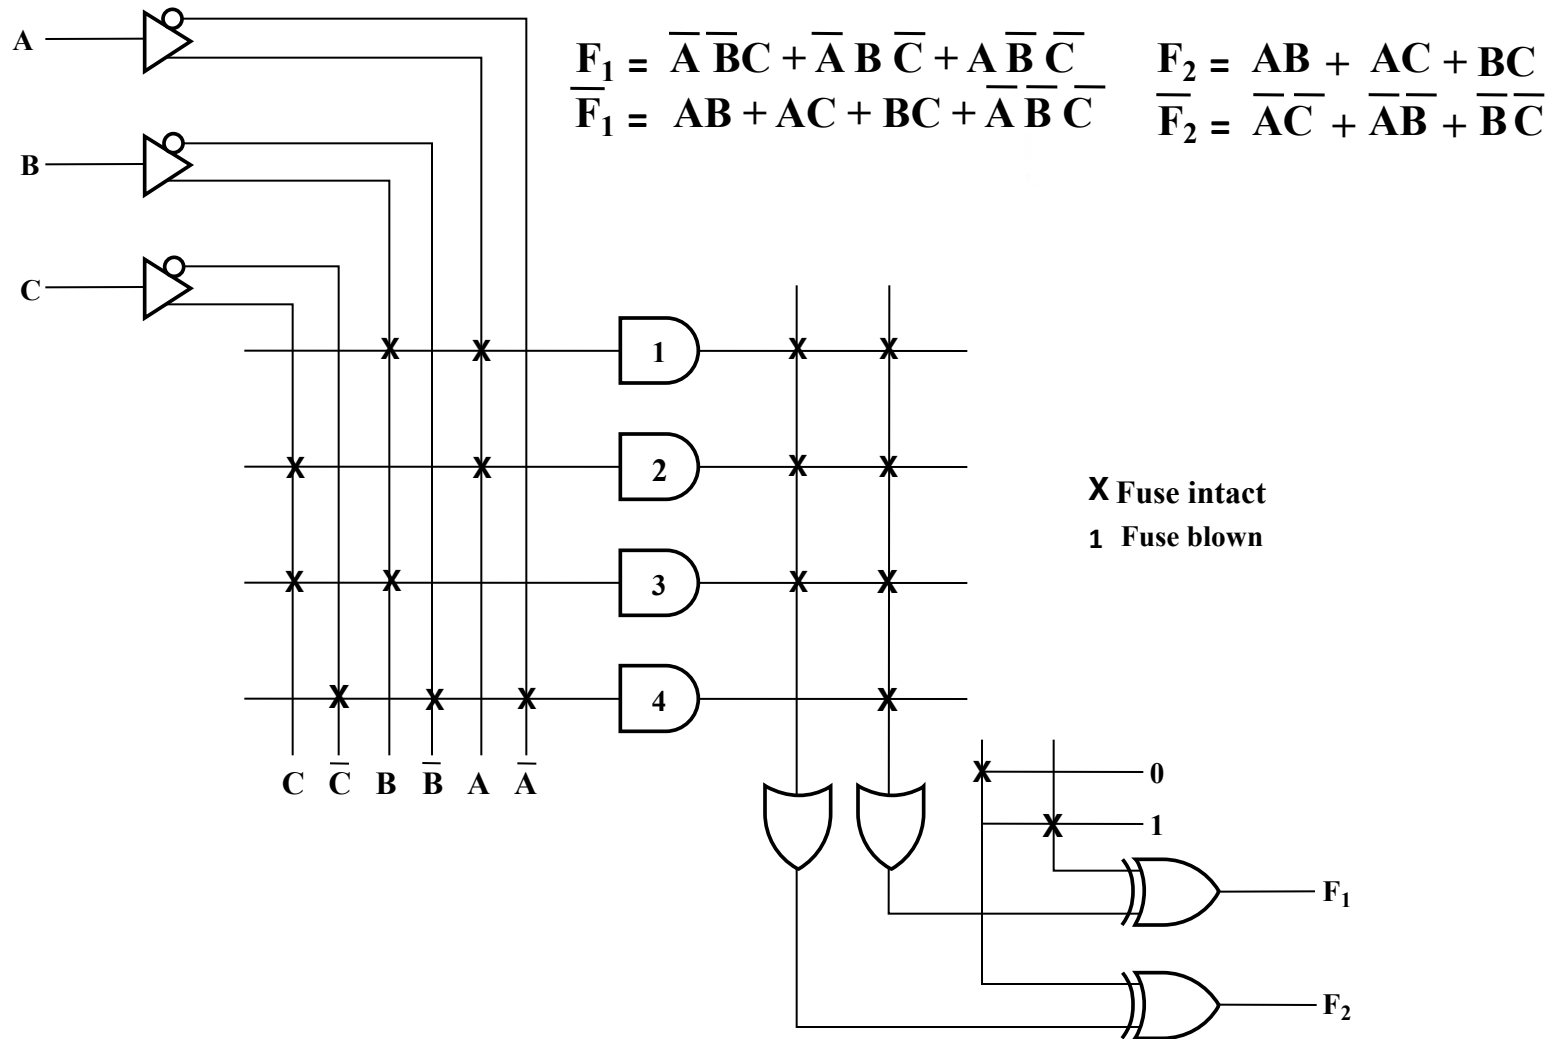 A
F₁ = A̅ B̅C + A̅ B C̅ + A B̅ C̅
F₂ = AB + AC + BC
F̅₁ = AB + AC + BC + A̅ B̅ C̅
F̅₂ = A̅C̅ + A̅B̅ + B̅C̅
B
C
1
2
X Fuse intact
1 Fuse blown
3
4
C C̅ B B̅ A A̅
0
1
F₁
F₂
X X X X
X X X X
X X X X
X X X X
X
X